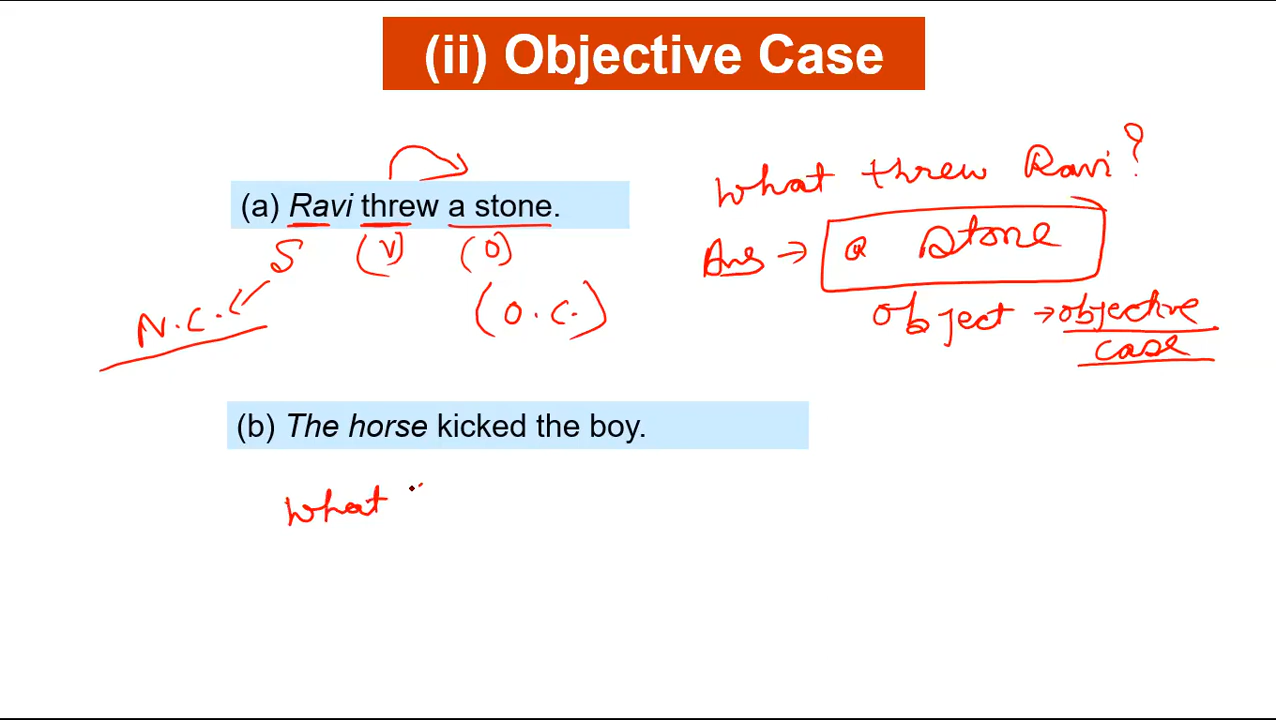 (ii) Objective Case
What threw Ravi?
(a) Ravi threw a stone.
Ans → a stone
S (V) (O)
N.C. (O.C.)
object → objective
case
(b) The horse kicked the boy.
What